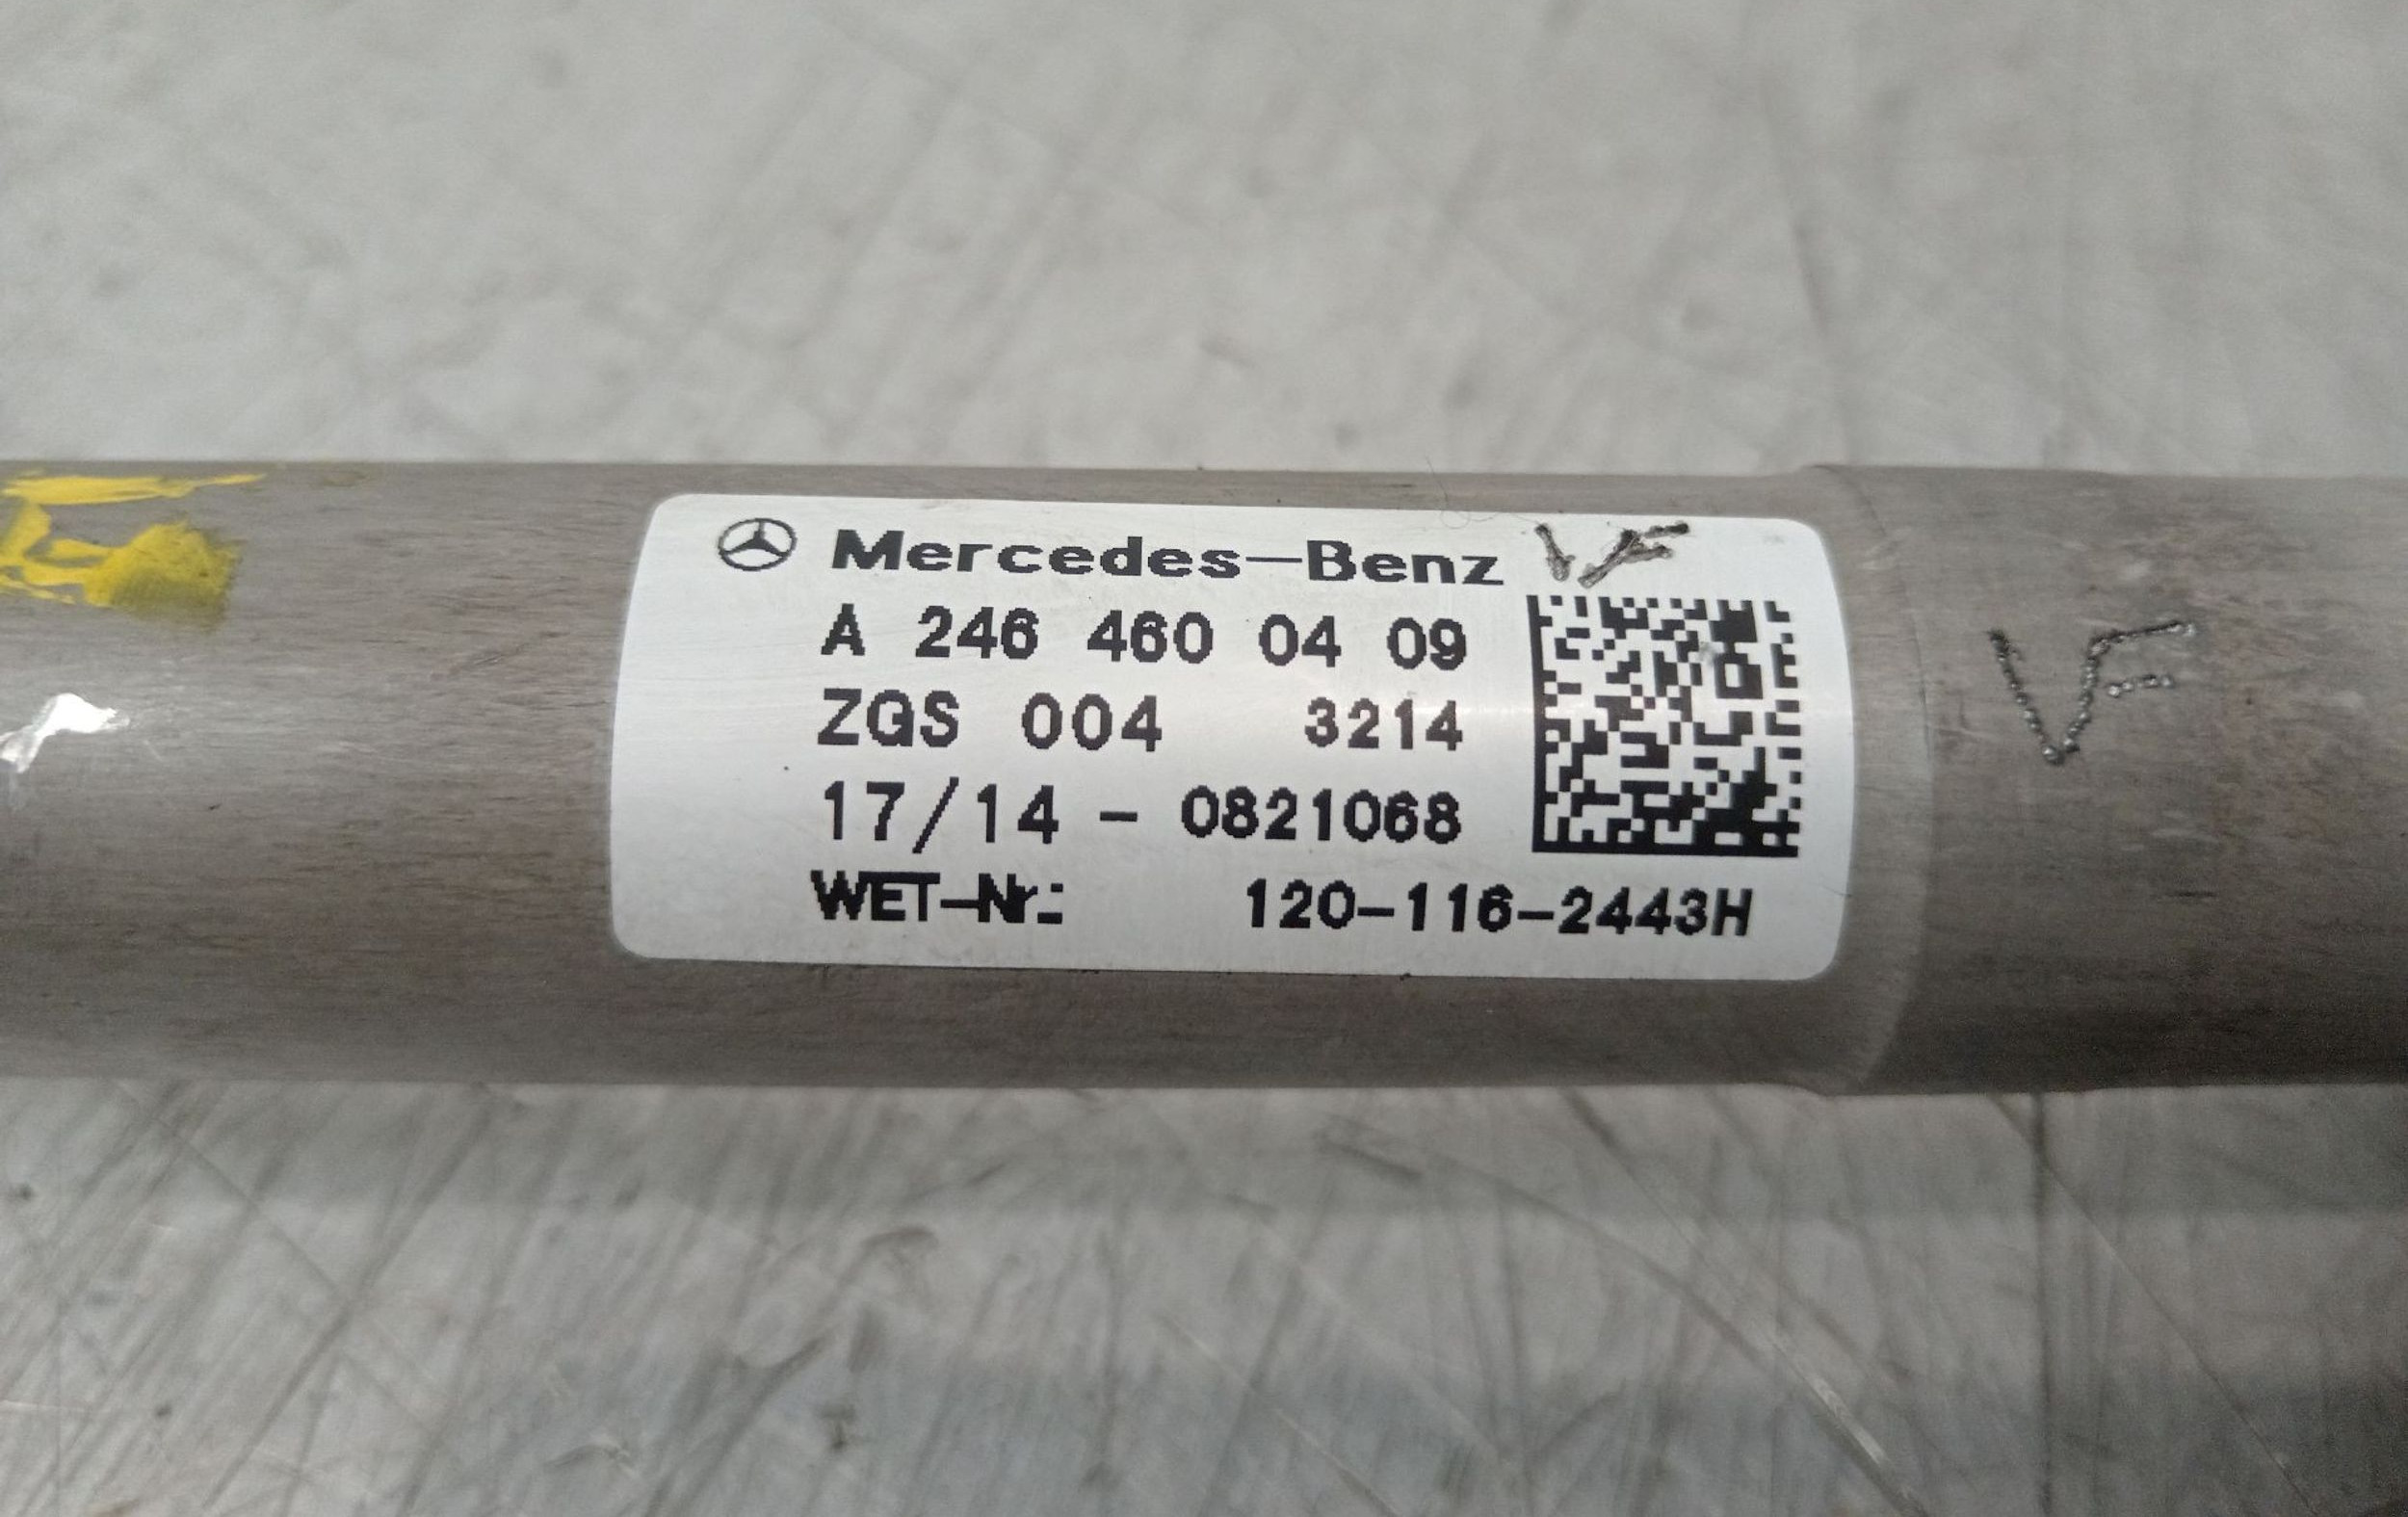 Mercedes-Benz VF
A 246 460 04 09
ZGS 004 3214
17/14 - 0821068
WET-Nr.: 120-116-2443H
VF